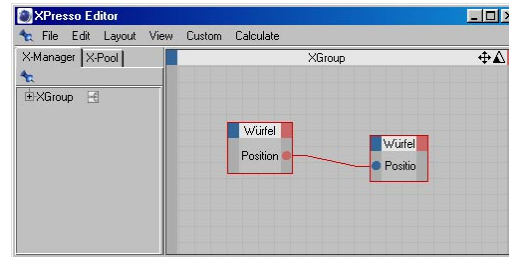 XPresso Editor
File Edit Layout View Custom Calculate
X-Manager X-Pool
XGroup
XGroup
Würfel
Position
Würfel
Positio